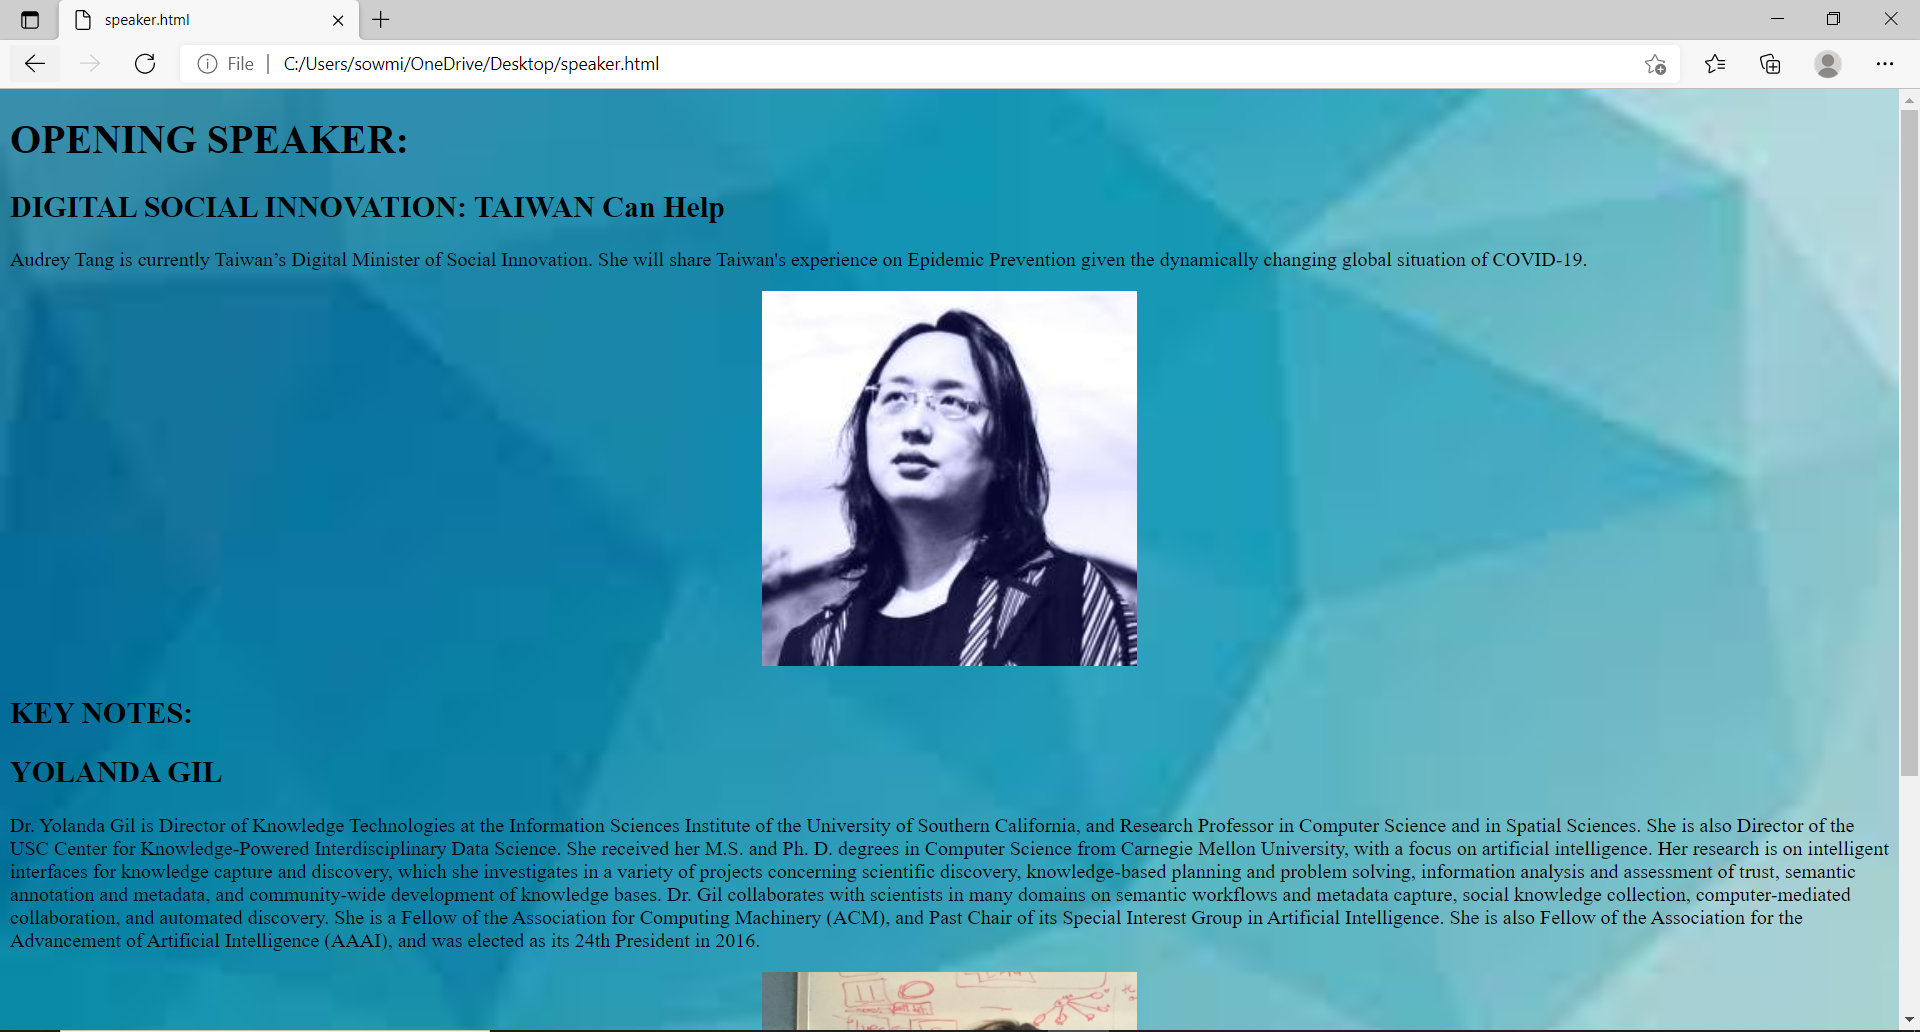 speaker.html
File | C:/Users/sowmi/OneDrive/Desktop/speaker.html
OPENING SPEAKER:
DIGITAL SOCIAL INNOVATION: TAIWAN Can Help
Audrey Tang is currently Taiwan’s Digital Minister of Social Innovation. She will share Taiwan's experience on Epidemic Prevention given the dynamically changing global situation of COVID-19.
KEY NOTES:
YOLANDA GIL
Dr. Yolanda Gil is Director of Knowledge Technologies at the Information Sciences Institute of the University of Southern California, and Research Professor in Computer Science and in Spatial Sciences. She is also Director of the
USC Center for Knowledge-Powered Interdisciplinary Data Science. She received her M.S. and Ph. D. degrees in Computer Science from Carnegie Mellon University, with a focus on artificial intelligence. Her research is on intelligent
interfaces for knowledge capture and discovery, which she investigates in a variety of projects concerning scientific discovery, knowledge-based planning and problem solving, information analysis and assessment of trust, semantic
annotation and metadata, and community-wide development of knowledge bases. Dr. Gil collaborates with scientists in many domains on semantic workflows and metadata capture, social knowledge collection, computer-mediated
collaboration, and automated discovery. She is a Fellow of the Association for Computing Machinery (ACM), and Past Chair of its Special Interest Group in Artificial Intelligence. She is also Fellow of the Association for the
Advancement of Artificial Intelligence (AAAI), and was elected as its 24th President in 2016.